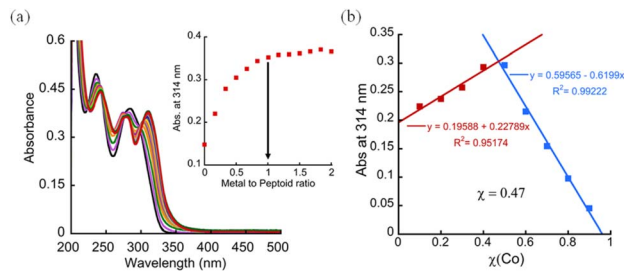 (a)
0.6
0.45
0.3
0.15
0
Absorbance
200 250 300 350 400 450 500
Wavelength (nm)
0.4
0.3
0.2
0.1
0
Abs. at 314 nm
0 0.5 1 1.5 2
Metal to Peptoid ratio
(b)
0.35
0.3
0.25
0.2
0.15
0.1
0.05
0
Abs at 314 nm
y = 0.59565 - 0.6199x
R²= 0.99222
y = 0.19588 + 0.22789x
R²= 0.95174
χ = 0.47
0 0.2 0.4 0.6 0.8 1
χ(Co)